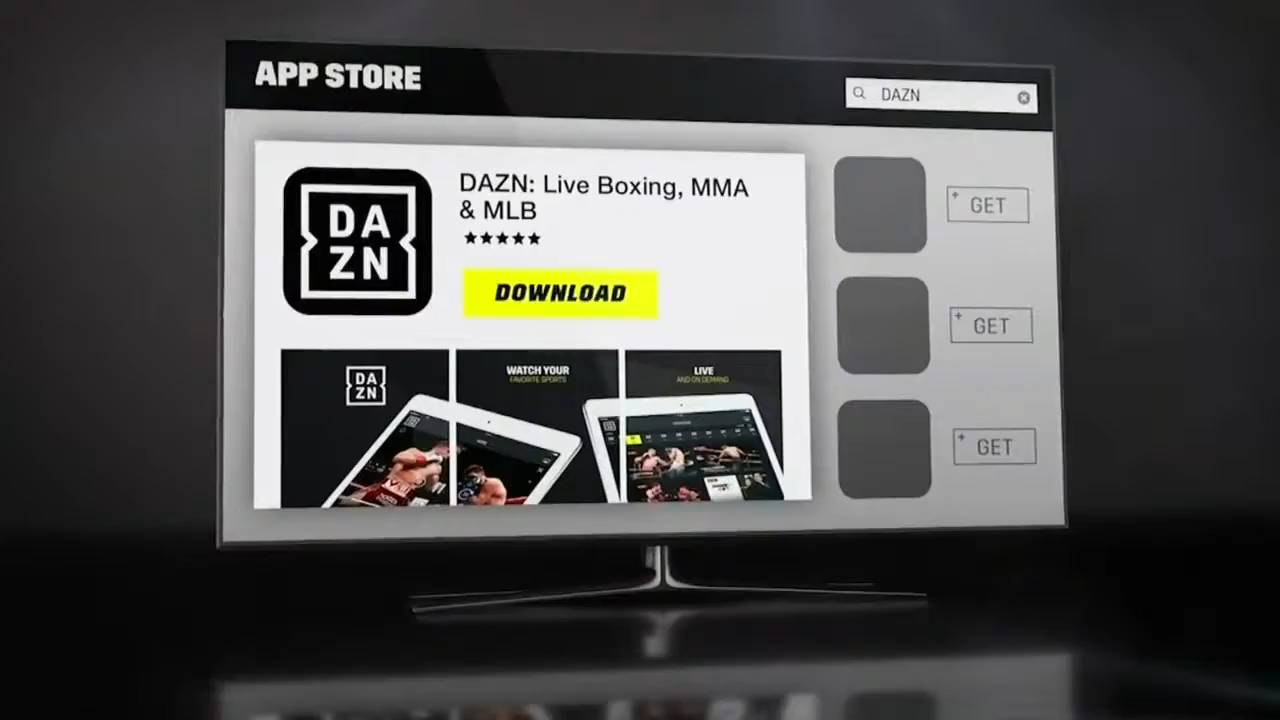 APP STORE
DAZN
DAZN: Live Boxing, MMA
& MLB
DOWNLOAD
DA
ZN
DA
ZN
WATCH YOUR
FAVORITE SPORTS
LIVE
AND ON DEMAND
GET
GET
GET